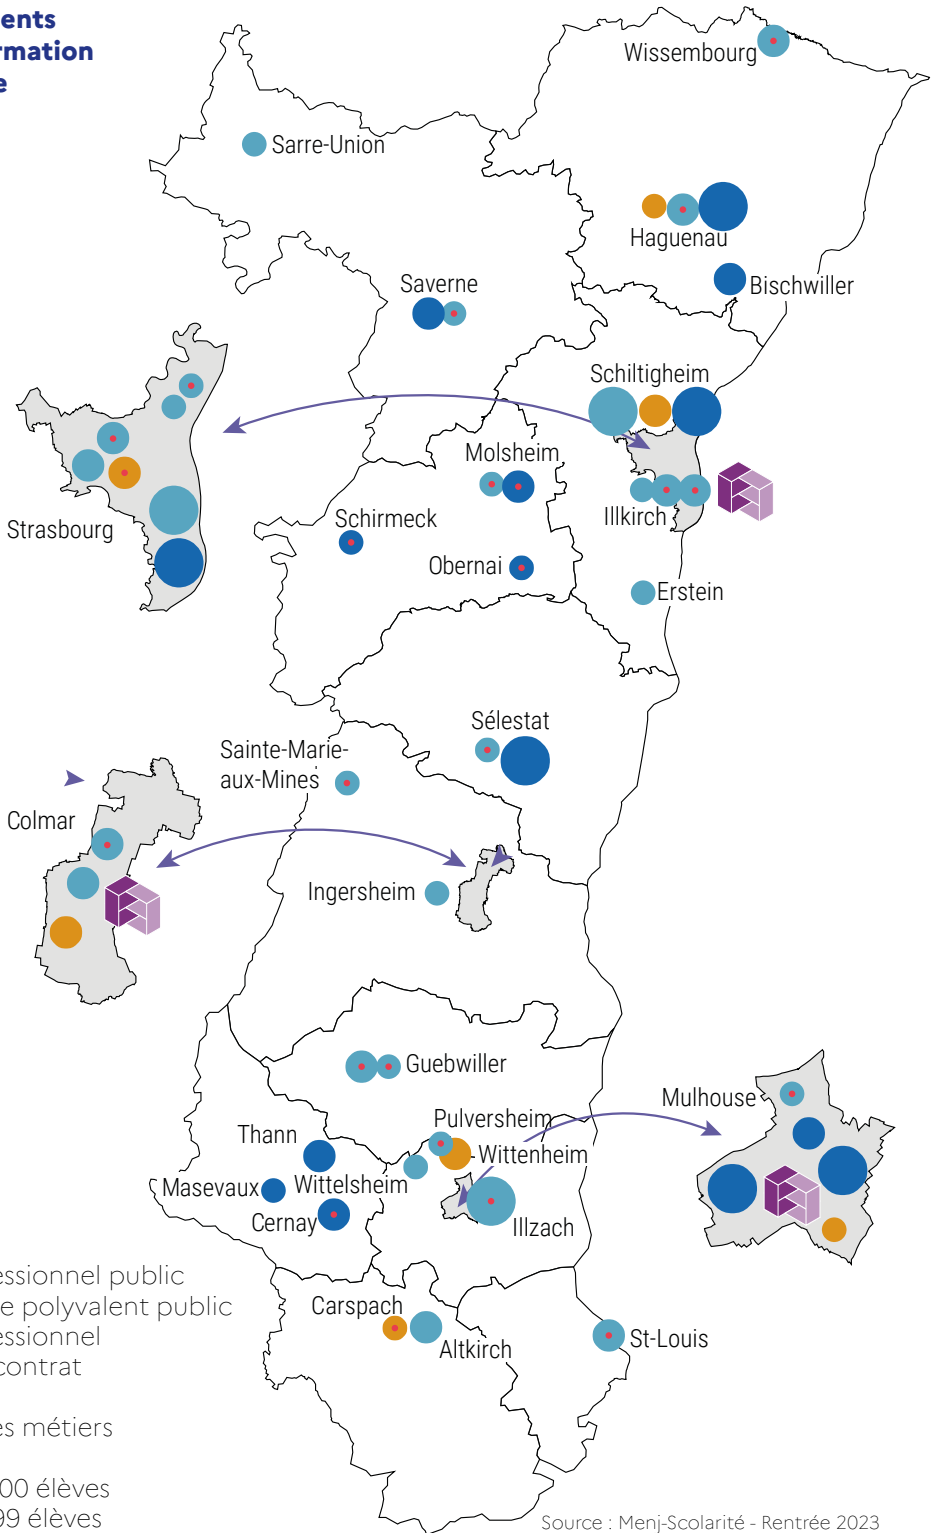 ents
rmation
e
Wissembourg
Sarre-Union
Haguenau
Bischwiller
Saverne
Schiltigheim
Molsheim
Strasbourg
Schirmeck
Illkirch
Obernai
Erstein
Sélestat
Sainte-Marie-
aux-Mines
Colmar
Ingersheim
Guebwiller
Mulhouse
Pulversheim
Thann
Wittenheim
Masevaux
Wittelsheim
Cernay
Illzach
essionnel public
e polyvalent public
essionnel
contrat
Carspach
Altkirch
St-Louis
es métiers
00 élèves
99 élèves
Source : Menj-Scolarité - Rentrée 2023